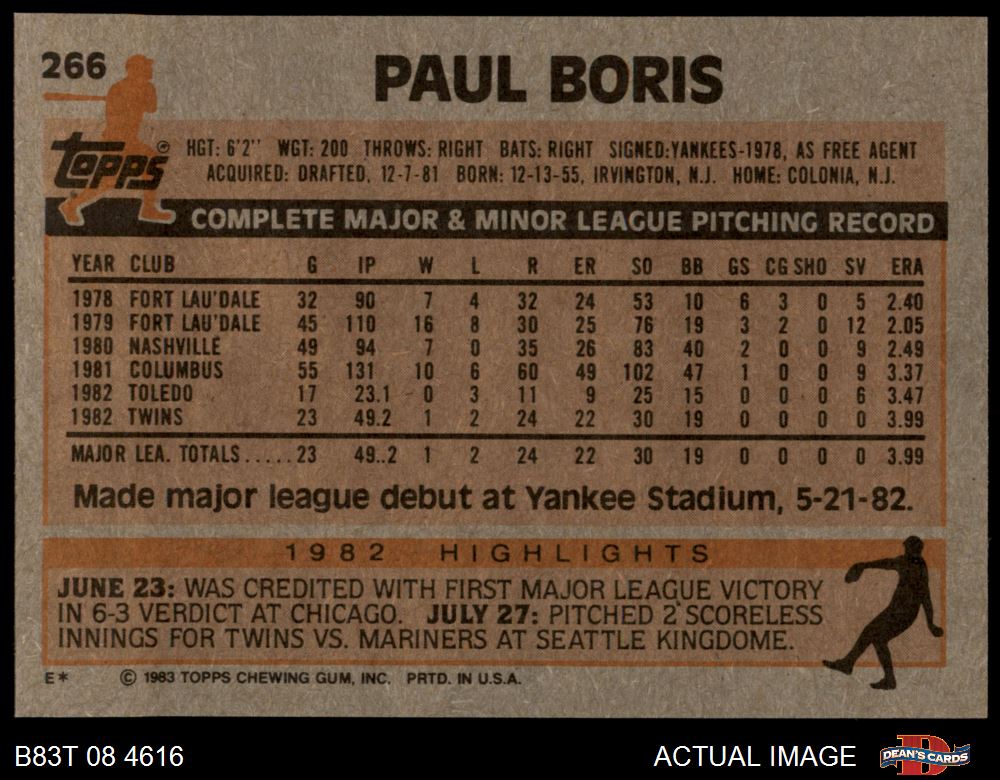 266
PAUL BORIS
Topps®
HGT: 6'2" WGT: 200 THROWS: RIGHT BATS: RIGHT SIGNED:YANKEES-1978, AS FREE AGENT
ACQUIRED: DRAFTED, 12-7-81 BORN: 12-13-55, IRVINGTON, N.J. HOME: COLONIA, N.J.
COMPLETE MAJOR & MINOR LEAGUE PITCHING RECORD
YEAR CLUB G IP W L R ER SO BB GS CG SHO SV ERA
1978 FORT LAU'DALE 32 90 7 4 32 24 53 10 6 3 0 5 2.40
1979 FORT LAU'DALE 45 110 16 8 30 25 76 19 3 2 0 12 2.05
1980 NASHVILLE 49 94 7 0 35 26 83 40 2 0 0 9 2.49
1981 COLUMBUS 55 131 10 6 60 49 102 47 1 0 0 9 3.37
1982 TOLEDO 17 23.1 0 3 11 9 25 15 0 0 0 6 3.47
1982 TWINS 23 49.2 1 2 24 22 30 19 0 0 0 0 3.99
MAJOR LEA. TOTALS.....23 49..2 1 2 24 22 30 19 0 0 0 0 3.99
Made major league debut at Yankee Stadium, 5-21-82.
1982 HIGHLIGHTS
JUNE 23: WAS CREDITED WITH FIRST MAJOR LEAGUE VICTORY
IN 6-3 VERDICT AT CHICAGO. JULY 27: PITCHED 2 SCORELESS
INNINGS FOR TWINS VS. MARINERS AT SEATTLE KINGDOME.
E* © 1983 TOPPS CHEWING GUM, INC. PRTD. IN U.S.A.
B83T 08 4616 ACTUAL IMAGE D DEAN'S CARDS